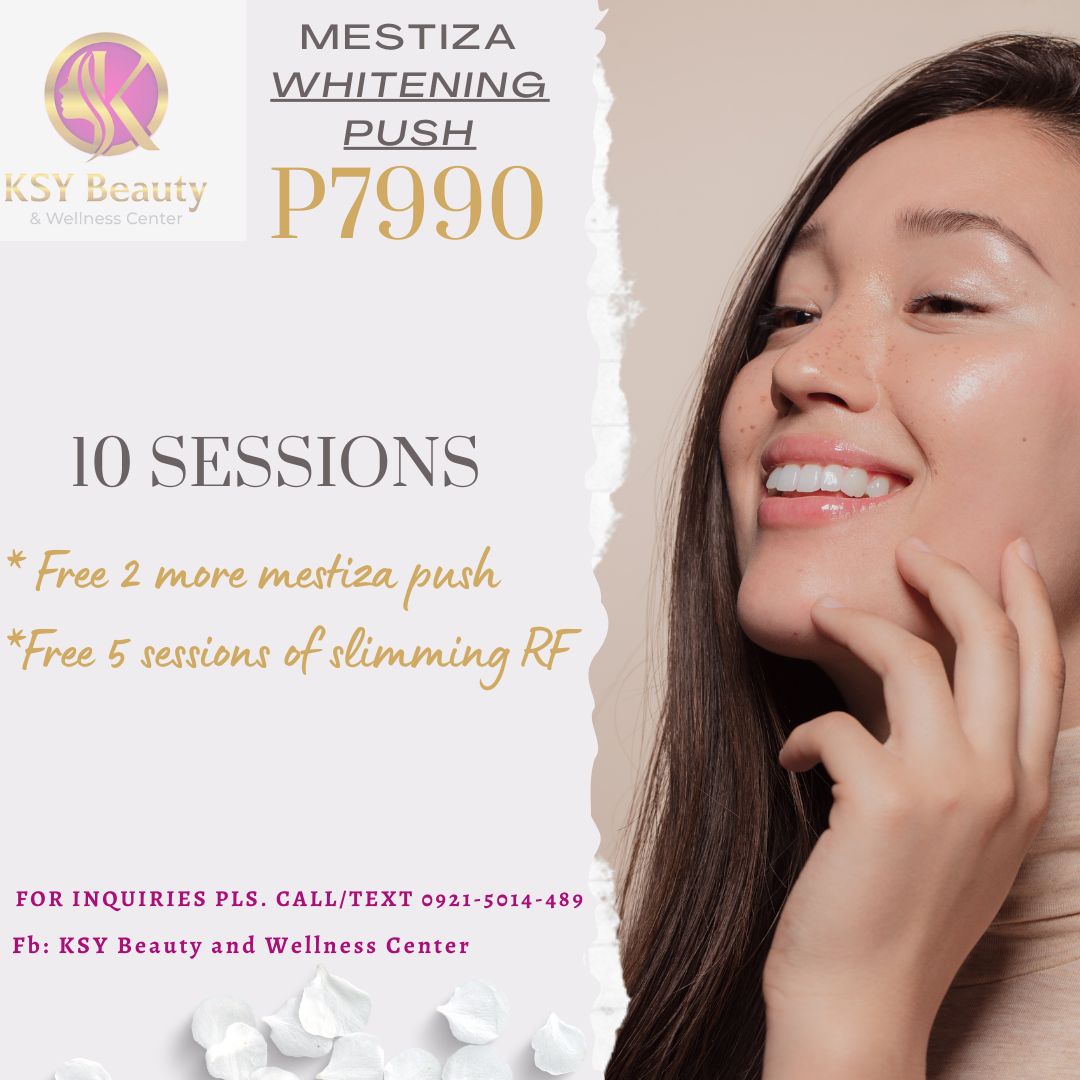 KSY Beauty
& Wellness Center
MESTIZA
WHITENING
PUSH
P7990
10 SESSIONS
* Free 2 more mestiza push
*Free 5 sessions of slimming RF
FOR INQUIRIES PLS. CALL/TEXT 0921-5014-489
Fb: KSY Beauty and Wellness Center